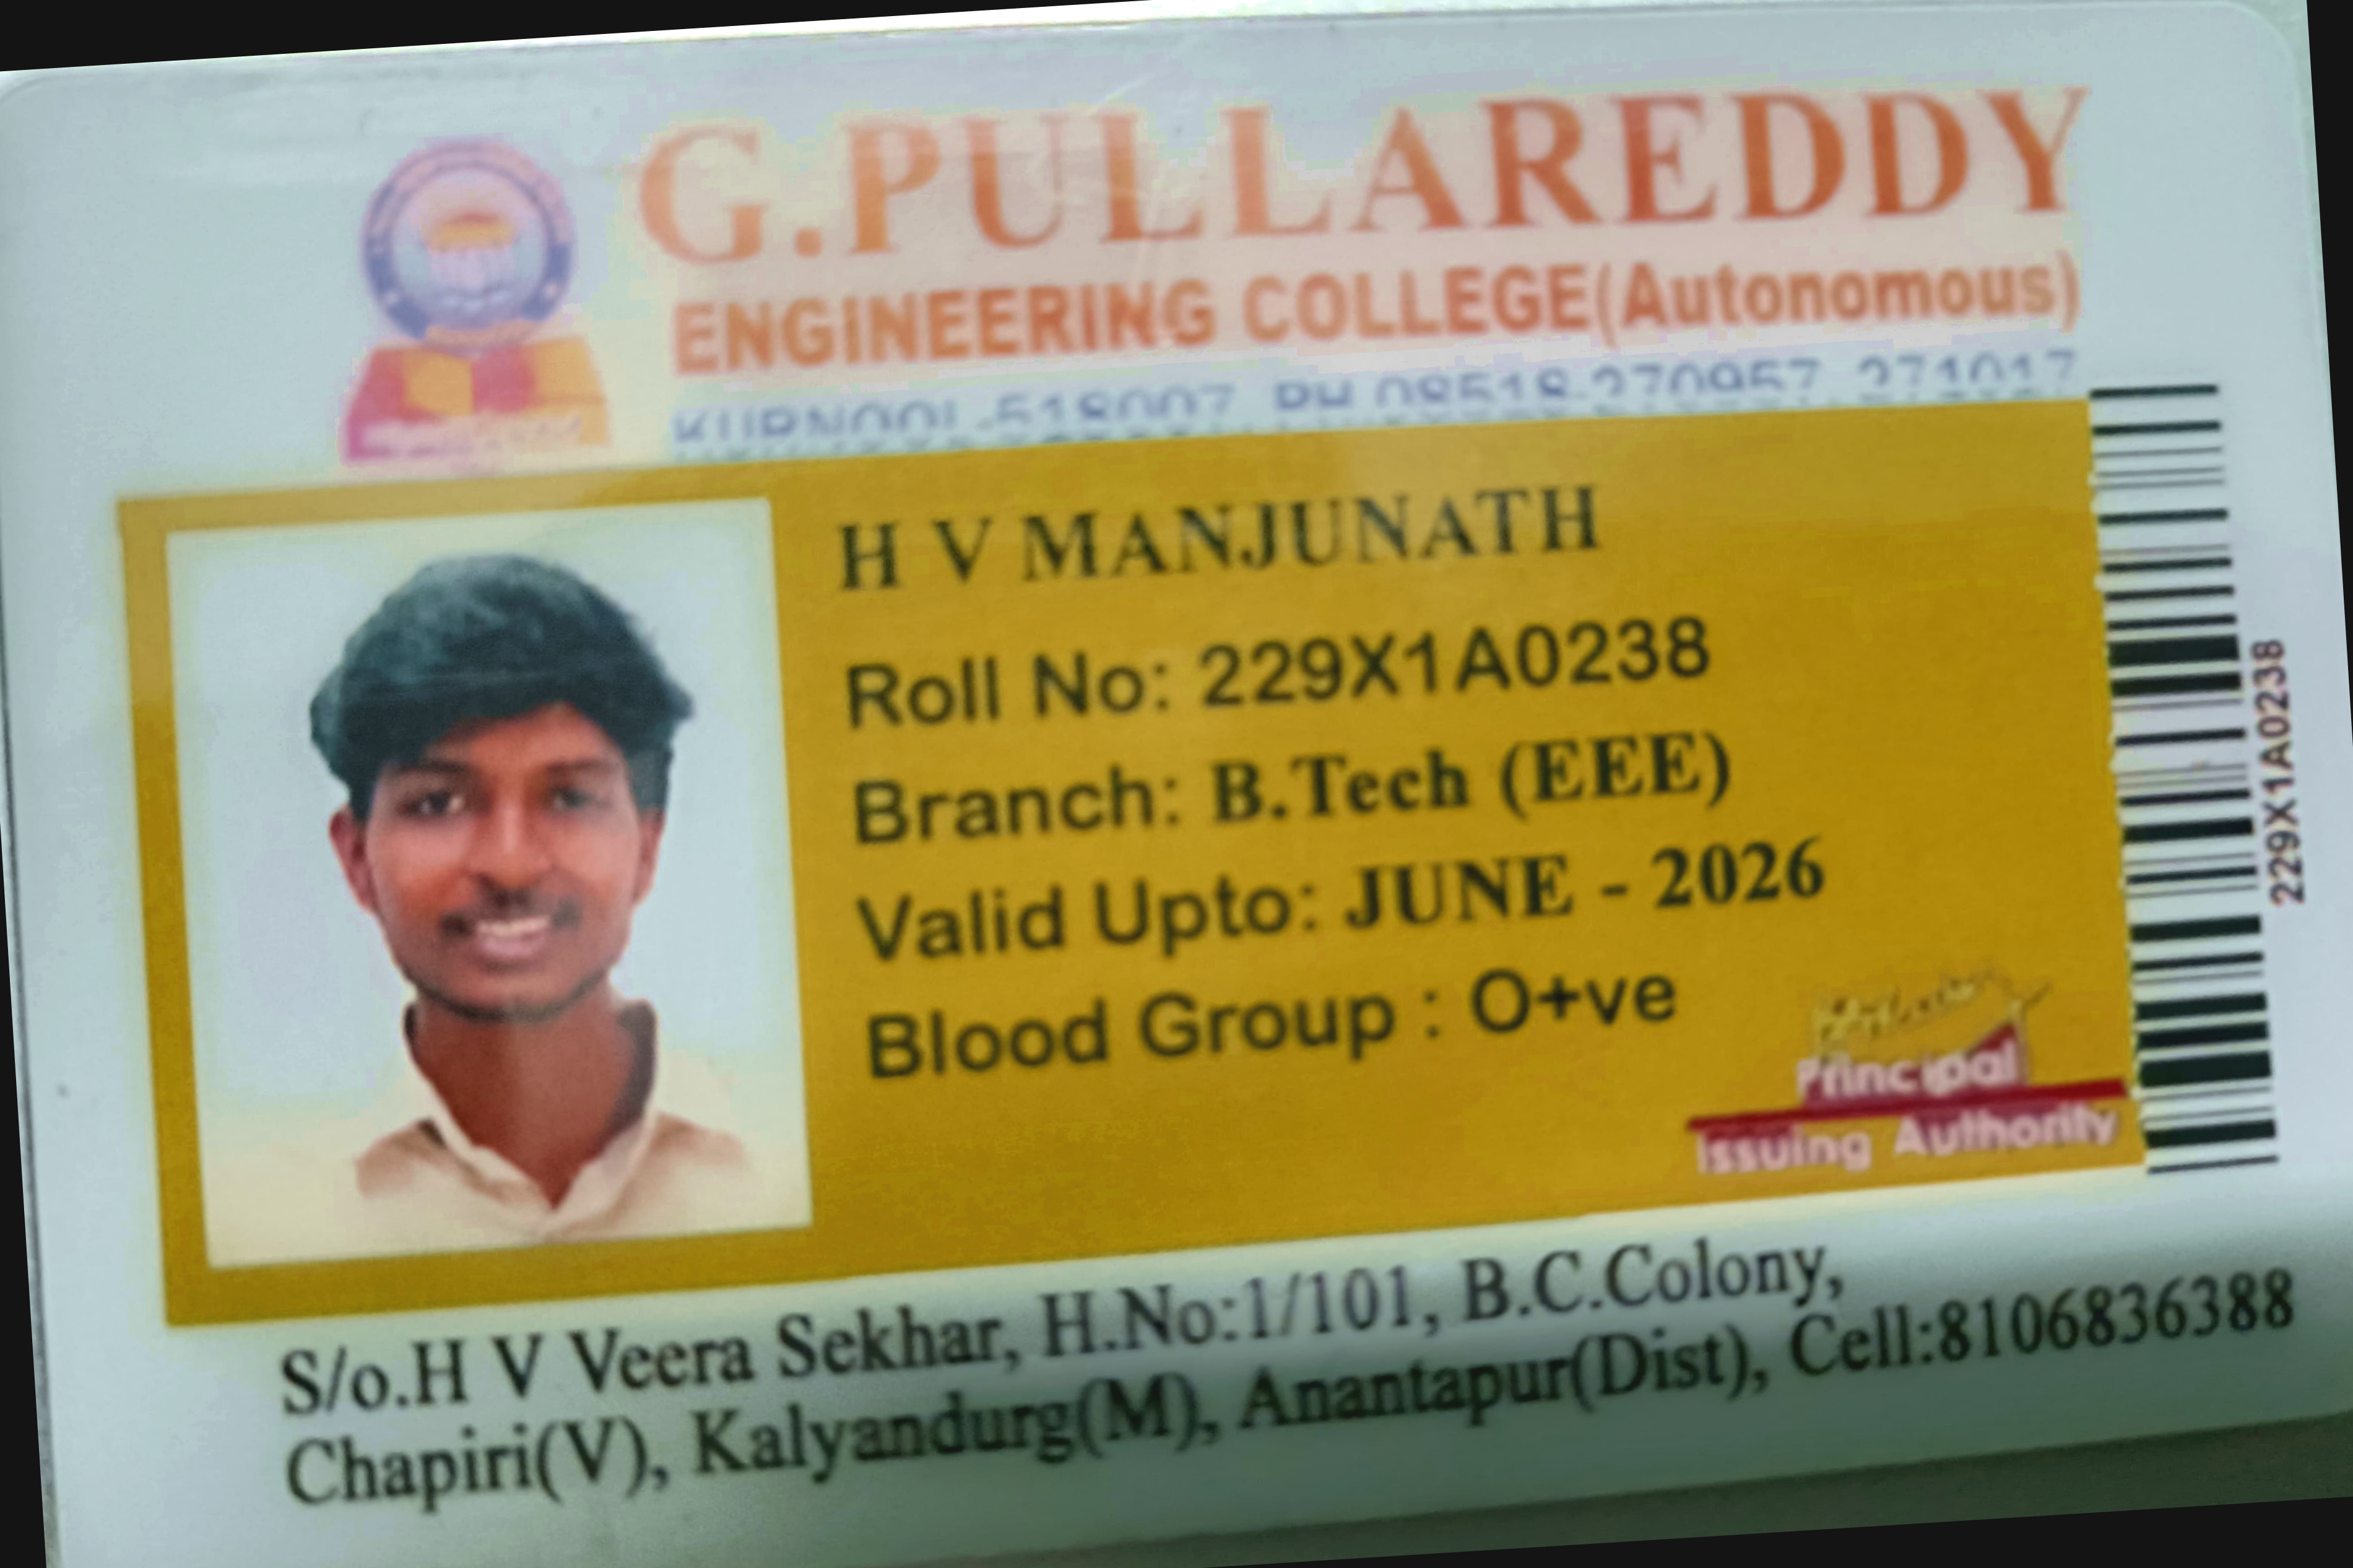 G.PULLAREDDY
ENGINEERING COLLEGE(Autonomous)
KURNOOL-518007 PH 08518-270957, 271017
H V MANJUNATH
Roll No: 229X1A0238
Branch: B.Tech (EEE)
Valid Upto: JUNE - 2026
Blood Group : O+ve
Principal
Issuing Authority
229X1A0238
S/o.H V Veera Sekhar, H.No:1/101, B.C.Colony,
Chapiri(V), Kalyandurg(M), Anantapur(Dist), Cell:8106836388